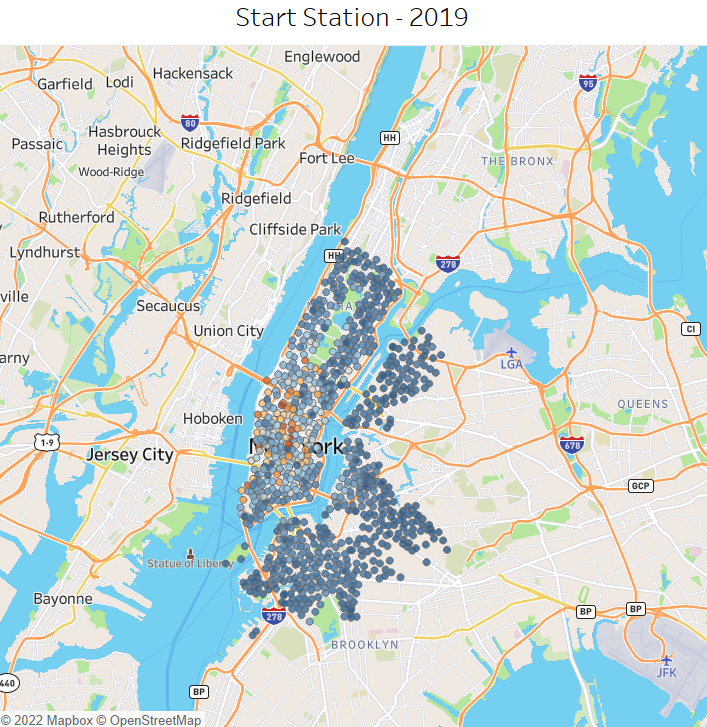 Start Station - 2019
Englewood
Hackensack
Garfield
Lodi
95
80
HH
Hasbrouck
Heights
Passaic
Ridgefield Park
Fort Lee
THE BRONX
Wood-Ridge
Ridgefield
Rutherford
Cliffside Park
Lyndhurst
HH
278
ville
Secaucus
Union City
CI
arny
LGA
QUEENS
Hoboken
1-9
678
Jersey City
GCP
Statue of Liberty
Bayonne
278
BP
BP
BROOKLYN
JFK
440
BP
© 2022 Mapbox © OpenStreetMap